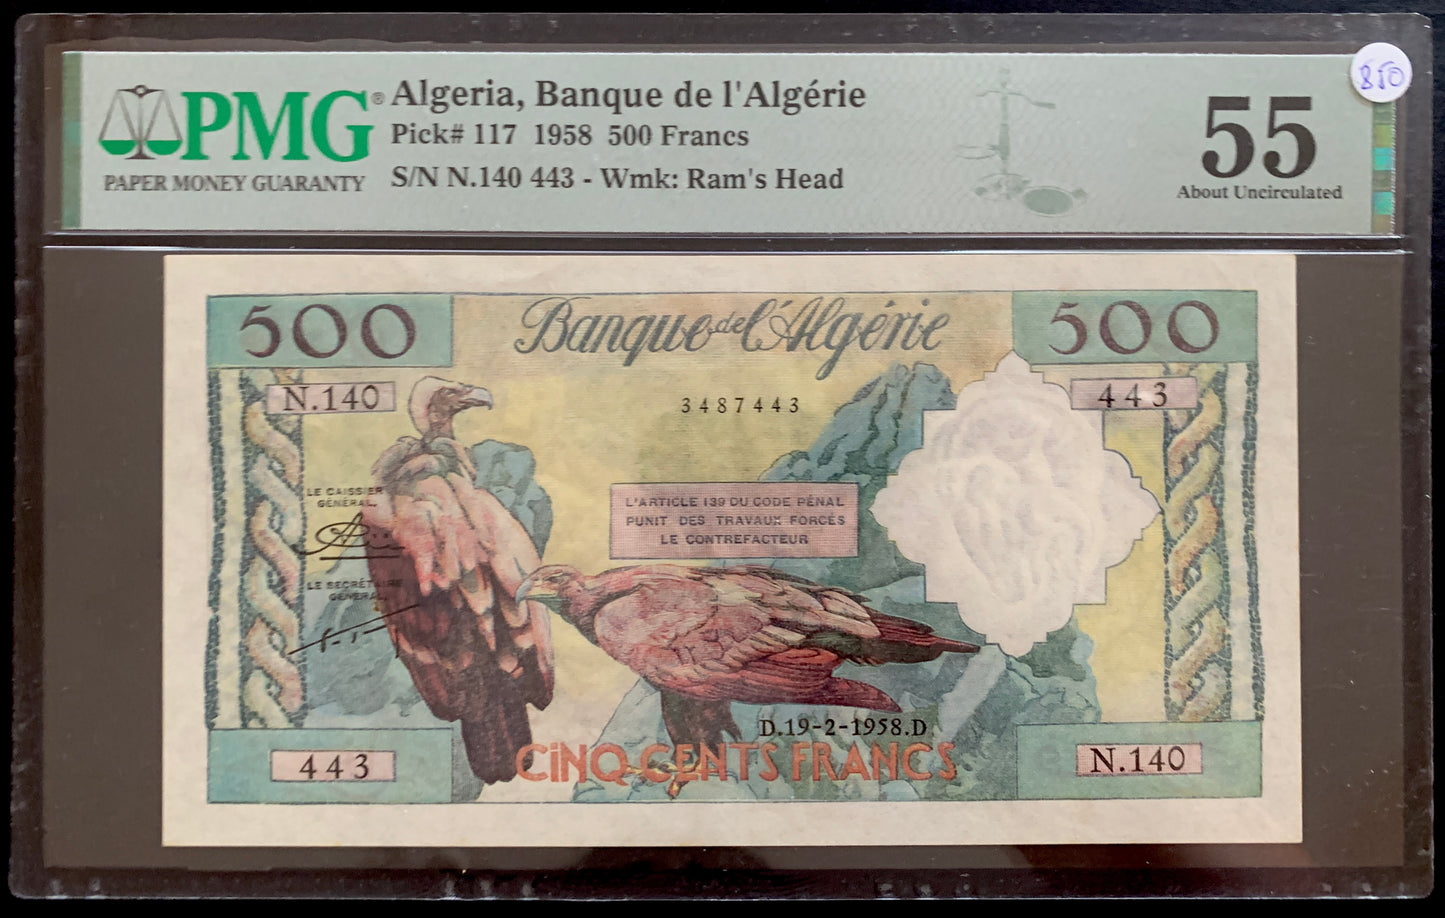 PMG®
PAPER MONEY GUARANTY
Algeria, Banque de l'Algérie
Pick# 117 1958 500 Francs
S/N N.140 443 - Wmk: Ram's Head
850
55
About Uncirculated
500
Banque de l'Algérie
500
N.140
3487443
443
LE CAISSIER
GÉNÉRAL,
L'ARTICLE 139 DU CODE PÉNAL
PUNIT DES TRAVAUX FORCÉS
LE CONTREFACTEUR
LE SECRÉTAIRE
GÉNÉRAL,
D.19-2-1958.D
CINQ CENTS FRANCS
443
N.140